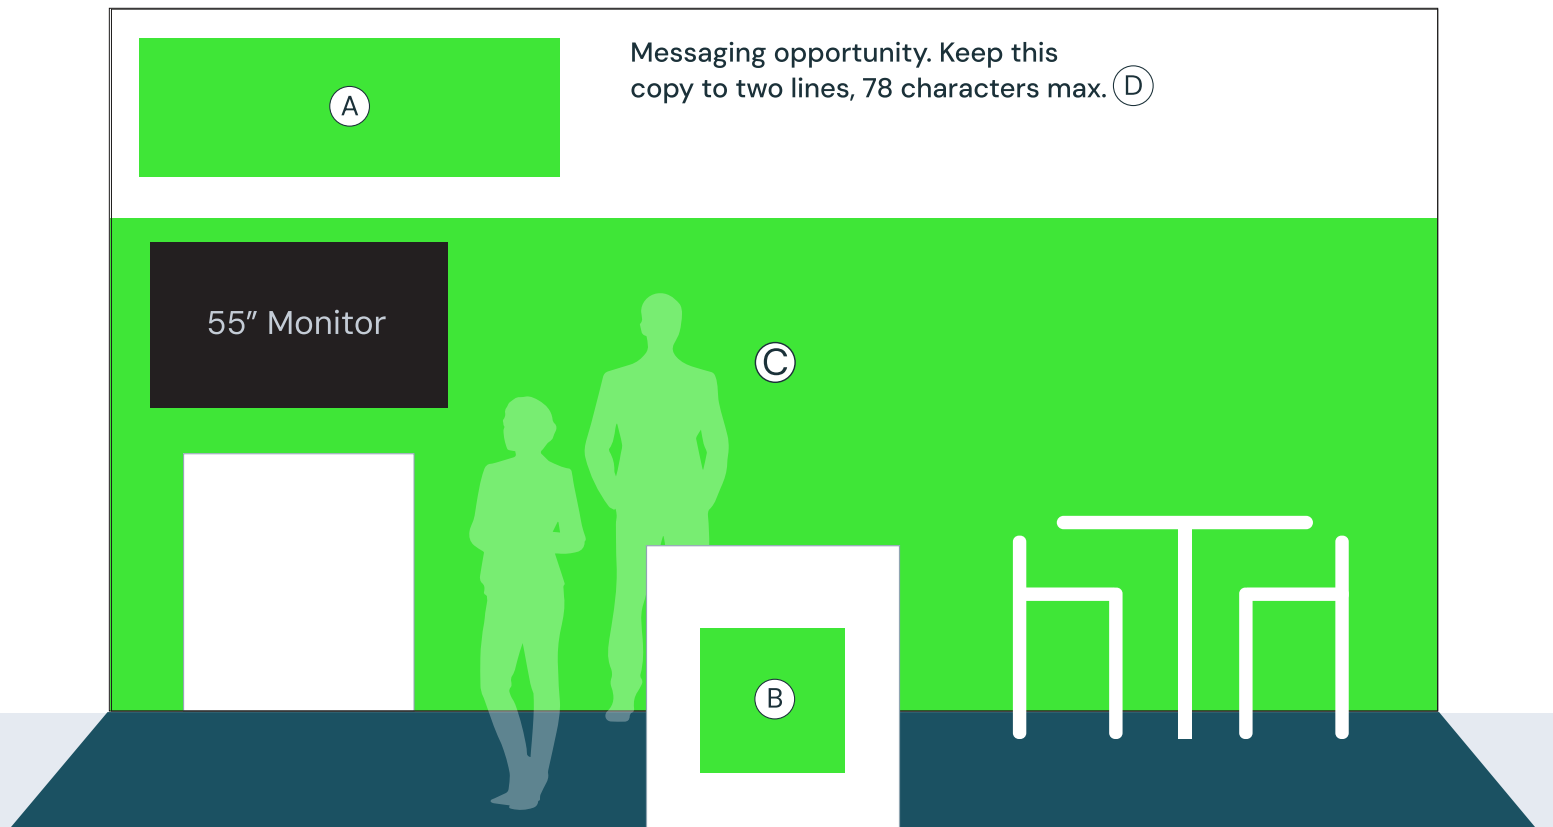 A
Messaging opportunity. Keep this
copy to two lines, 78 characters max. D
55” Monitor
C
B